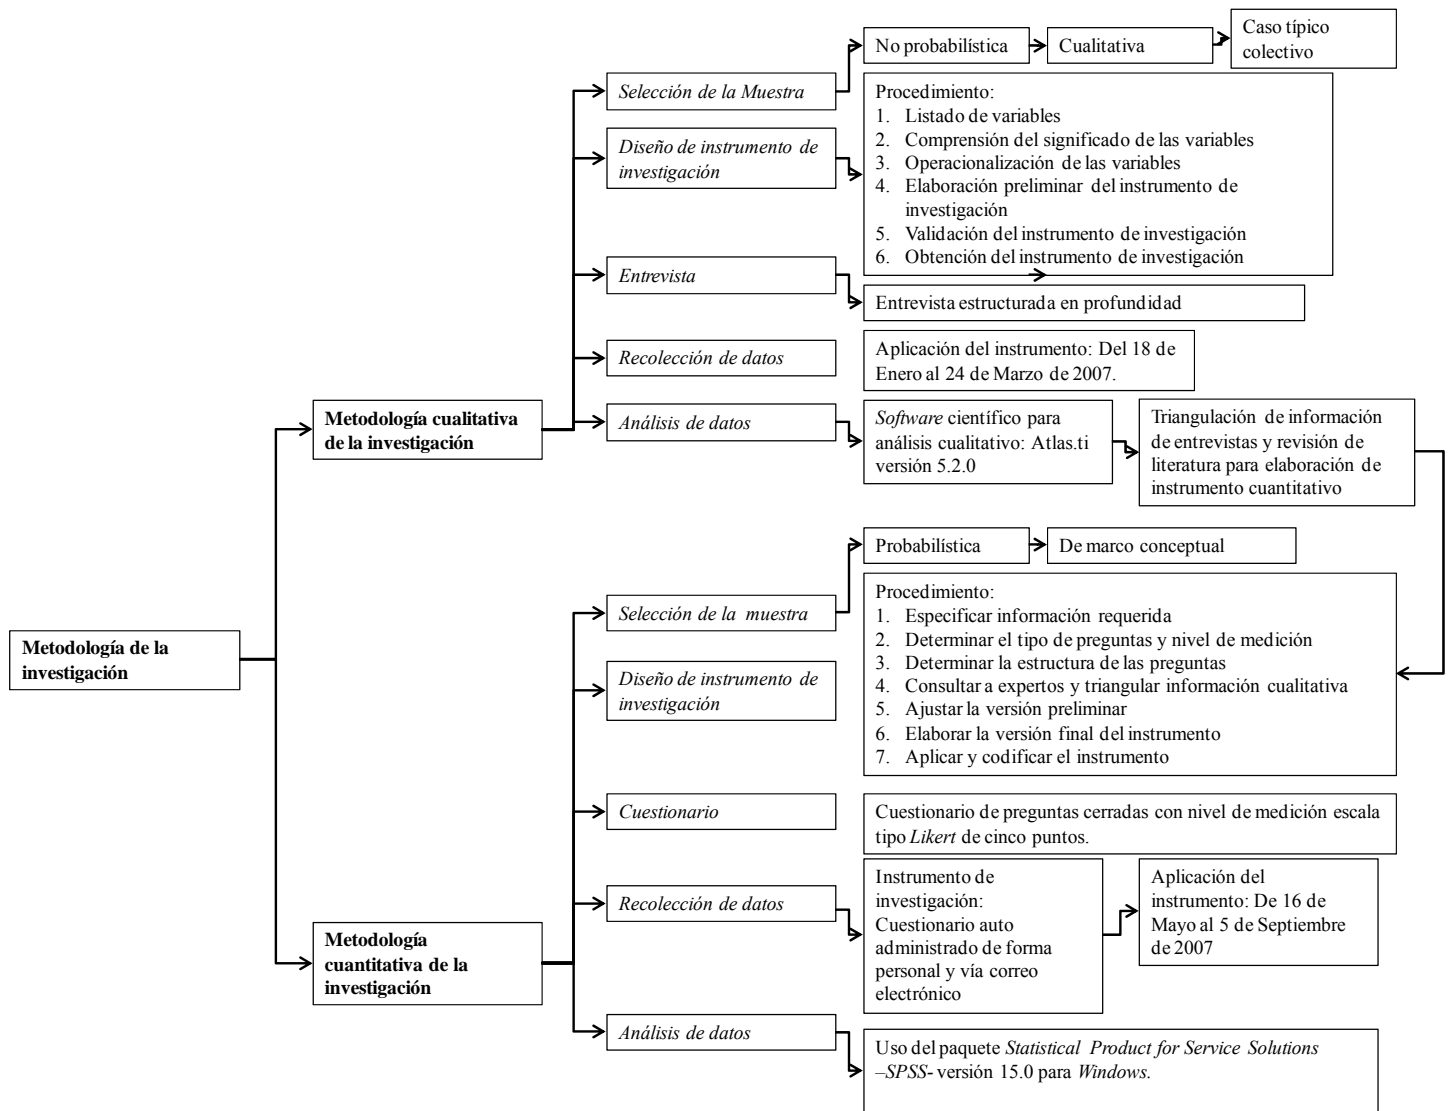 Metodología de la
investigación
Metodología cualitativa
de la investigación
Selección de la Muestra
No probabilística
Cualitativa
Caso típico
colectivo
Diseño de instrumento de
investigación
Procedimiento:
1. Listado de variables
2. Comprensión del significado de las variables
3. Operacionalización de las variables
4. Elaboración preliminar del instrumento de
investigación
5. Validación del instrumento de investigación
6. Obtención del instrumento de investigación
Entrevista
Entrevista estructurada en profundidad
Recolección de datos
Aplicación del instrumento: Del 18 de
Enero al 24 de Marzo de 2007.
Análisis de datos
Software científico para
análisis cualitativo: Atlas.ti
versión 5.2.0
Triangulación de información
de entrevistas y revisión de
literatura para elaboración de
instrumento cuantitativo
Metodología
cuantitativa de la
investigación
Selección de la muestra
Probabilística
De marco conceptual
Diseño de instrumento de
investigación
Procedimiento:
1. Especificar información requerida
2. Determinar el tipo de preguntas y nivel de medición
3. Determinar la estructura de las preguntas
4. Consultar a expertos y triangular información cualitativa
5. Ajustar la versión preliminar
6. Elaborar la versión final del instrumento
7. Aplicar y codificar el instrumento
Cuestionario
Cuestionario de preguntas cerradas con nivel de medición escala
tipo Likert de cinco puntos.
Recolección de datos
Instrumento de
investigación:
Cuestionario auto
administrado de forma
personal y vía correo
electrónico
Aplicación del
instrumento: De 16 de
Mayo al 5 de Septiembre
de 2007
Análisis de datos
Uso del paquete Statistical Product for Service Solutions
–SPSS- versión 15.0 para Windows.